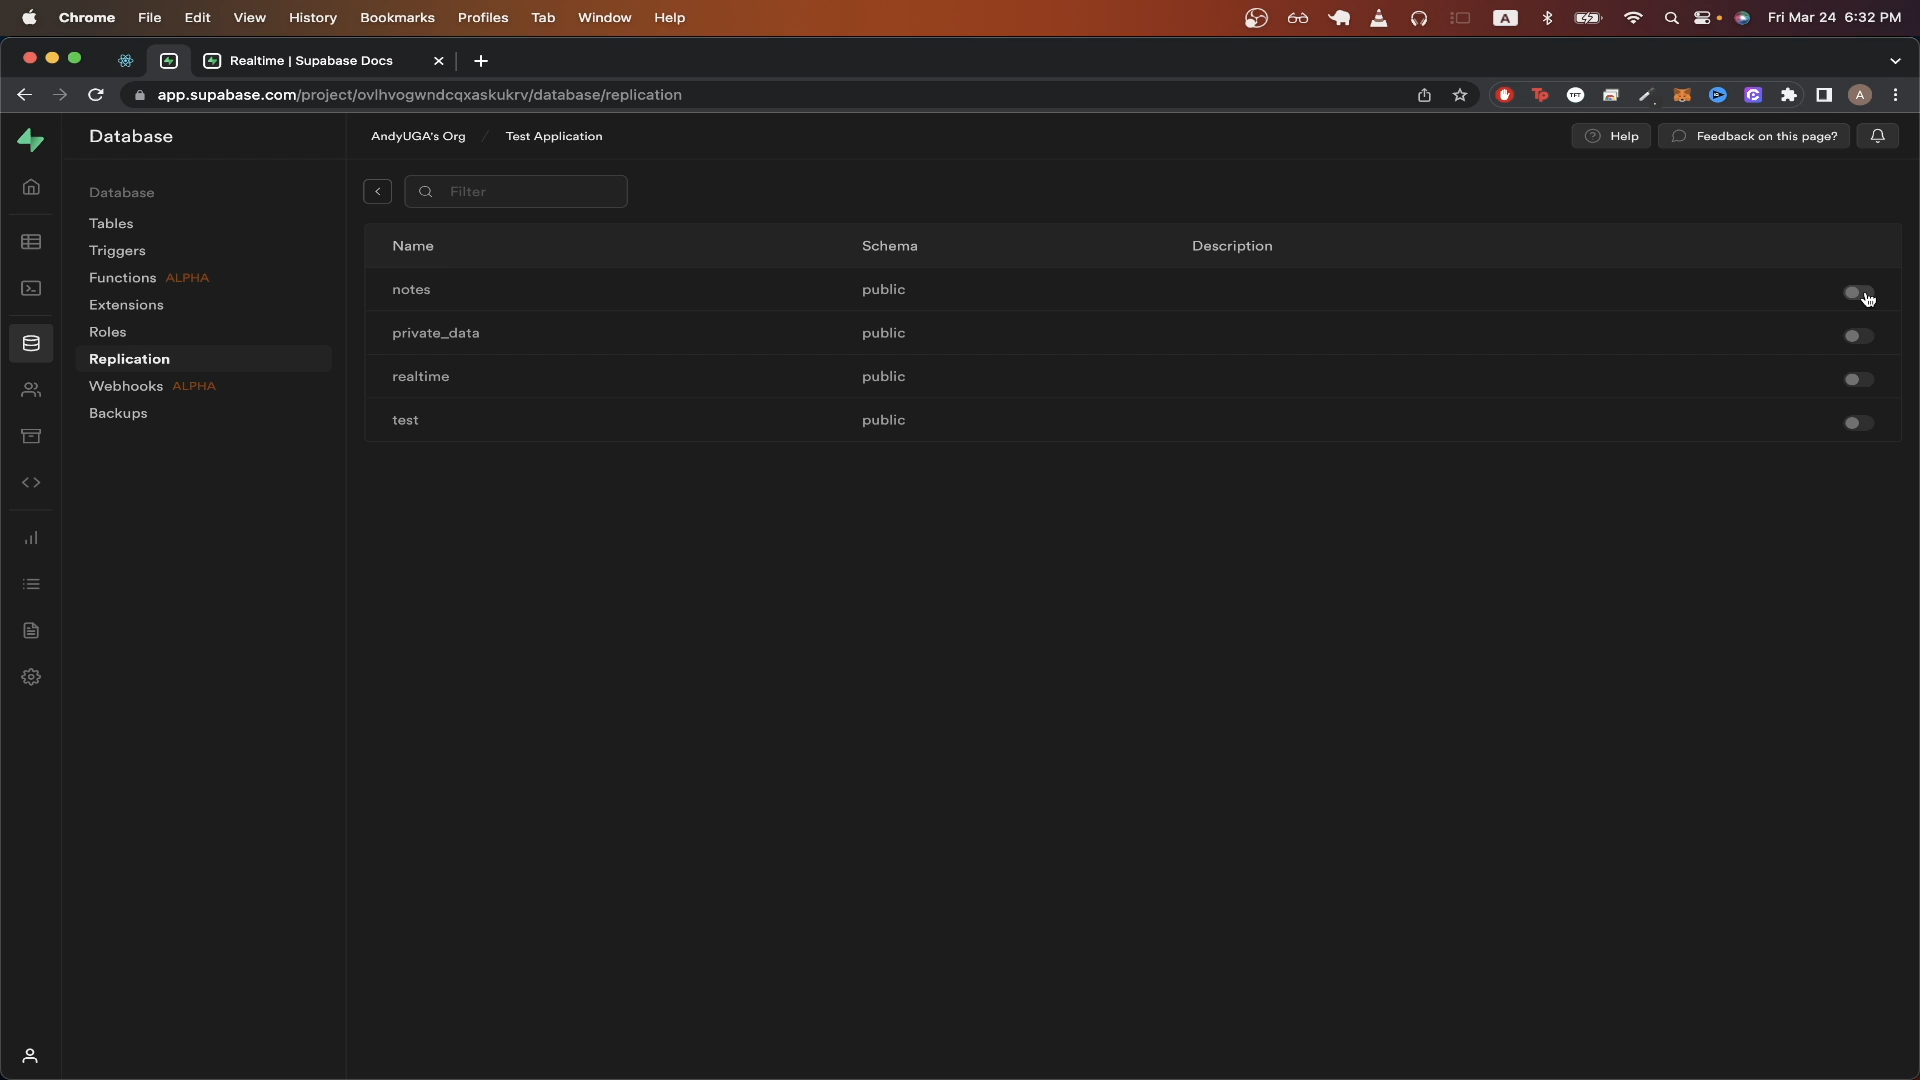 Chrome File Edit View History Bookmarks Profiles Tab Window Help A Fri Mar 24 6:32 PM
Realtime | Supabase Docs
app.supabase.com/project/ovlhvogwndcqxaskukrv/database/replication Tp TFT A
Database AndyUGA's Org / Test Application Help Feedback on this page?
Database
Filter
Tables
Triggers
Functions ALPHA
Extensions
Roles
Replication
Webhooks ALPHA
Backups
Name Schema Description
notes public
private_data public
realtime public
test public